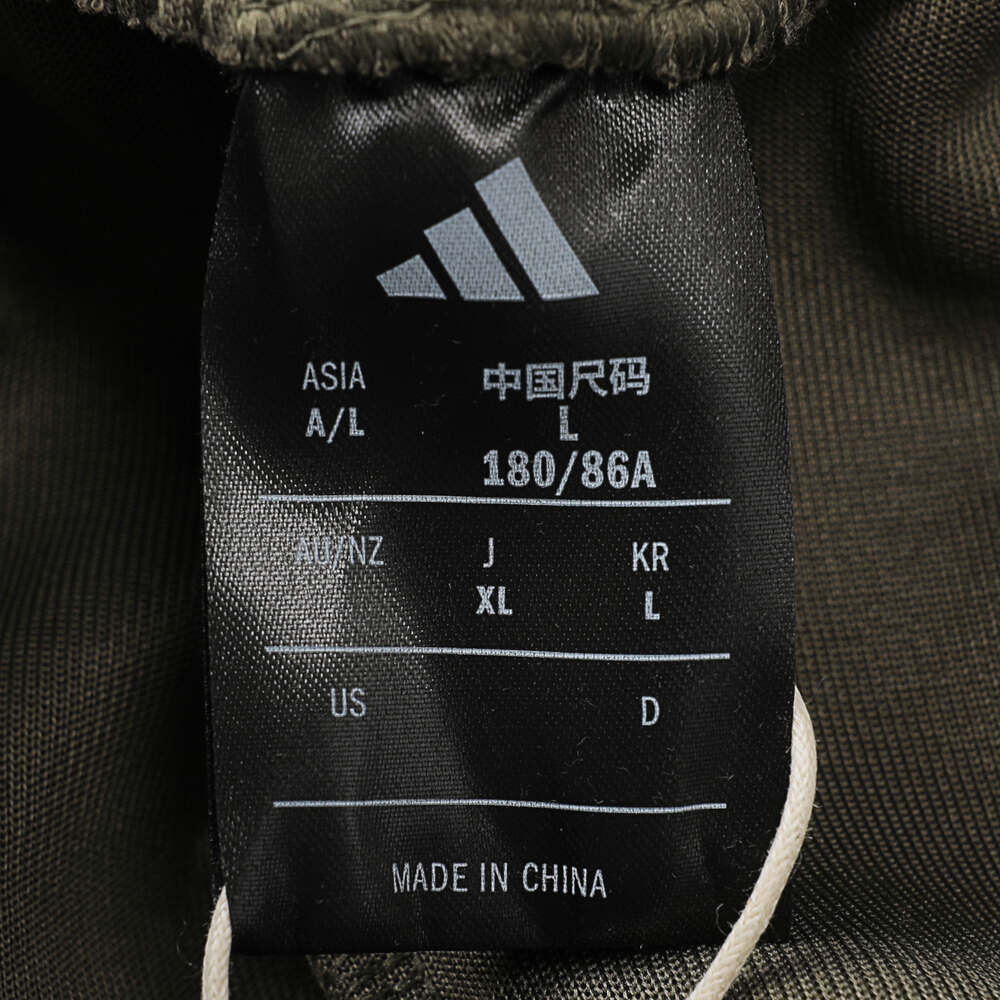 ASIA 中国尺码
A/L L
180/86A
AU/NZ J KR
XL L
US D
MADE IN CHINA